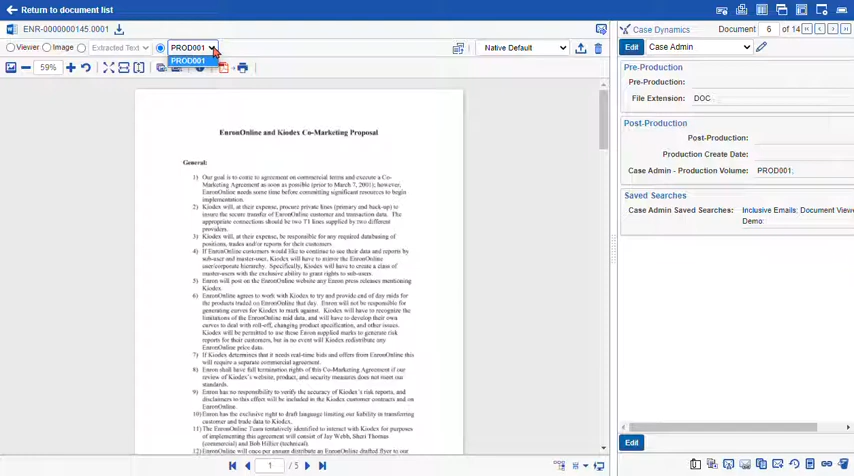 Return to document list
ENR-0000000145.0001
Viewer Image Extracted Text PROD001 Native Default
PROD001
59%
EnronOnline and Kiodex Co-Marketing Proposal
General:
1) Our goal is to come to agreement on commercial terms and execute a Co-
Marketing Agreement as soon as possible (prior to March 7, 2001); however,
EnronOnline needs some time before committing significant resources to begin
implementation.
2) Kiodex will, at their expense, procure private lines (primary and back-up) to
insure the secure transfer of EnronOnline customer and transaction data. The
appropriate connections should be two T1 lines supplied by two different
providers.
3) Kiodex will, at their expense, be responsible for any required databasing of
positions, trades and/or reports for their customers
4) If EnronOnline customers would like to continue to use their data and reports by
sub-user and master-user, Kiodex will have to mirror the EnronOnline
user/corporate hierarchy. Specifically, Kiodex will have to create a class of
master-users with the exclusive ability to grant rights to sub-users.
5) Enron will post on the EnronOnline website any Enron press releases mentioning
Kiodex.
6) EnronOnline agrees to work with Kiodex to try and provide end of day mids for
the products traded on EnronOnline that day. Enron will not be responsible for
generating curves for Kiodex to mark against. Kiodex will have to recognize
the limitations of the EnronOnline mid data, and will have to develop their own
curves to deal with roll-off, changing product specification, and other issues.
Kiodex will be permitted to use these Enron supplied marks to generate risk
reports for their customers, but in no event will Kiodex redistribute any
EnronOnline price data.
7) If Kiodex determines that it needs real-time bids and offers from EnronOnline this
will require a separate commercial agreement.
8) Enron shall have full termination rights of this Co-Marketing Agreement if our
review of Kiodex's website, product, and security measures does not meet our
standards.
9) Enron has no responsibility to verify the accuracy of Kiodex's risk reports, and
disclaimers to this effect will be included in the Kiodex customer contracts and on
EnronOnline.
10) Enron has the exclusive right to draft language limiting our liability in transferring
customer and trade data to Kiodex.
11) The EnronOnline Team tentatively identified to interact with Kiodex for purposes
of implementing this agreement will consist of Jay Webb, Sheri Thomas
(commercial) and Bob Hillier (technical)
12) EnronOnline will once per annum distribute an EnronOnline drafted flyer to our
1 / 5
Case Dynamics Document 6 of 14
Edit Case Admin
Pre-Production
Pre-Production:
File Extension: DOC
Post-Production
Post-Production:
Production Create Date:
Case Admin - Production Volume: PROD001;
Saved Searches
Case Admin Saved Searches: Inclusive Emails; Document Viewer
Demo:
Edit